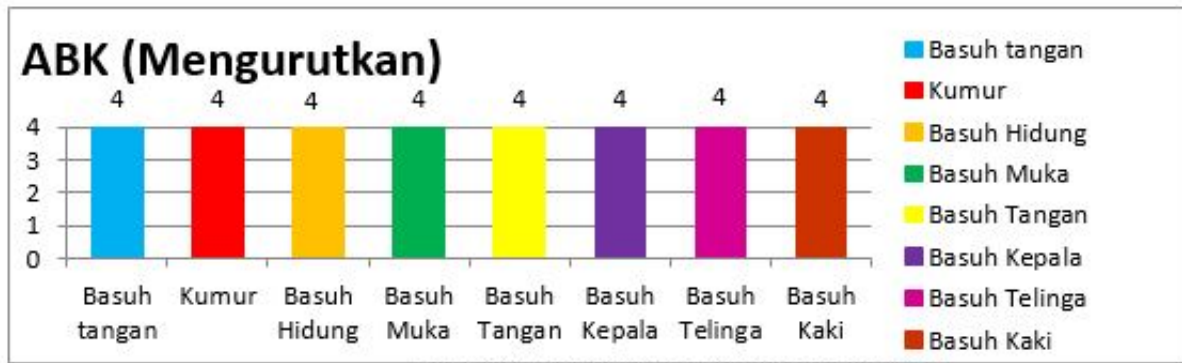 ABK (Mengurutkan)
4 4 4 4 4 4 4 4
4
3
2
1
0
Basuh tangan
Kumur
Basuh Hidung
Basuh Muka
Basuh Tangan
Basuh Kepala
Basuh Telinga
Basuh Kaki
Basuh tangan
Kumur
Basuh Hidung
Basuh Muka
Basuh Tangan
Basuh Kepala
Basuh Telinga
Basuh Kaki